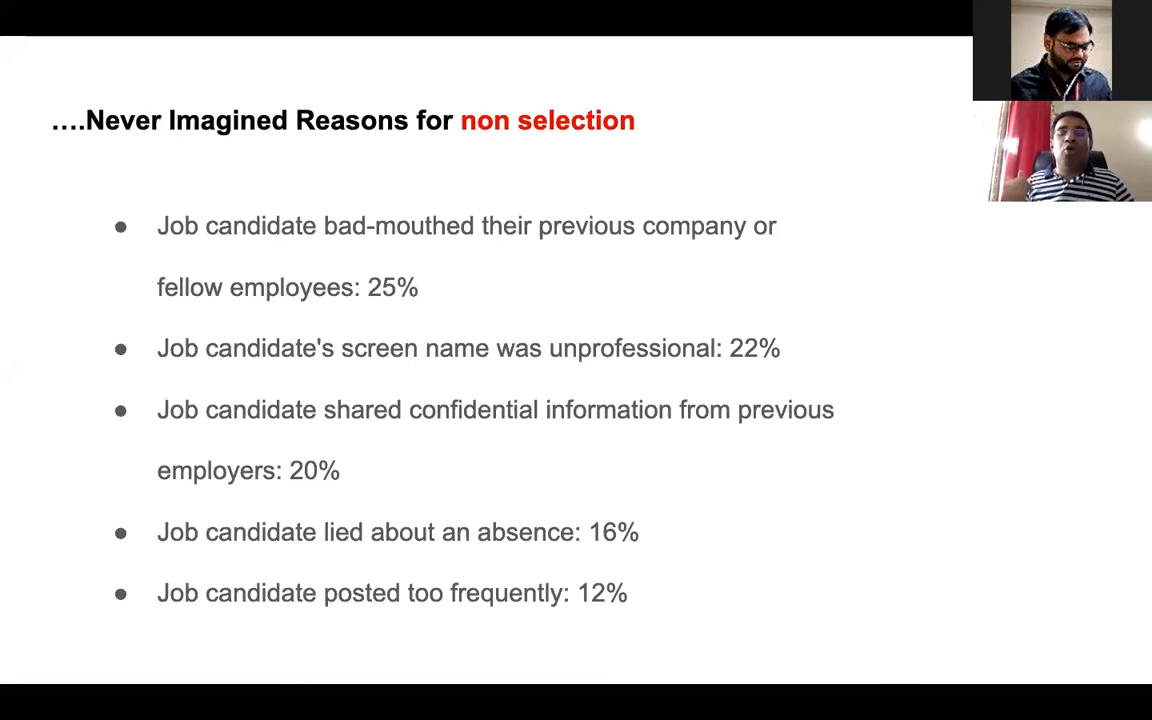 ….Never Imagined Reasons for non selection
● Job candidate bad-mouthed their previous company or
fellow employees: 25%
● Job candidate's screen name was unprofessional: 22%
● Job candidate shared confidential information from previous
employers: 20%
● Job candidate lied about an absence: 16%
● Job candidate posted too frequently: 12%